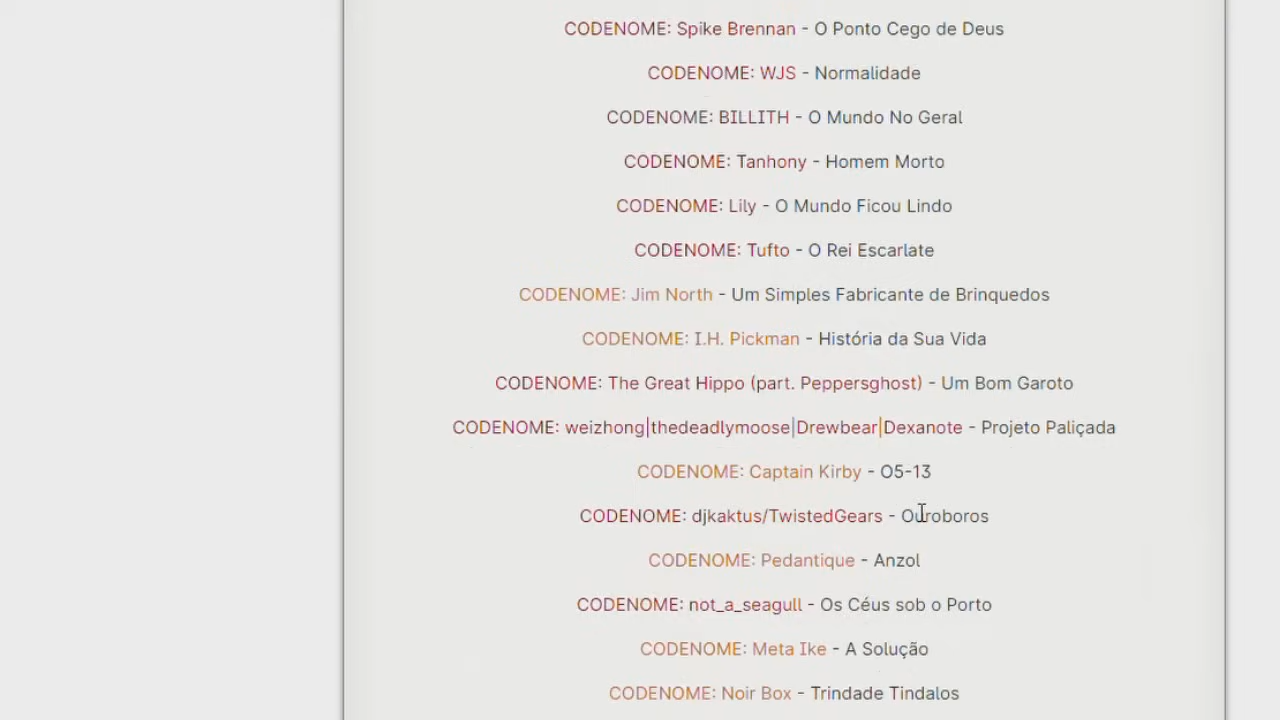 CODENOME: Spike Brennan - O Ponto Cego de Deus
CODENOME: WJS - Normalidade
CODENOME: BILLITH - O Mundo No Geral
CODENOME: Tanhony - Homem Morto
CODENOME: Lily - O Mundo Ficou Lindo
CODENOME: Tufto - O Rei Escarlate
CODENOME: Jim North - Um Simples Fabricante de Brinquedos
CODENOME: I.H. Pickman - História da Sua Vida
CODENOME: The Great Hippo (part. Peppersghost) - Um Bom Garoto
CODENOME: weizhong|thedeadlymoose|Drewbear|Dexanote - Projeto Paliçada
CODENOME: Captain Kirby - O5-13
CODENOME: djkaktus/TwistedGears - Ouroboros
CODENOME: Pedantique - Anzol
CODENOME: not_a_seagull - Os Céus sob o Porto
CODENOME: Meta Ike - A Solução
CODENOME: Noir Box - Trindade Tindalos